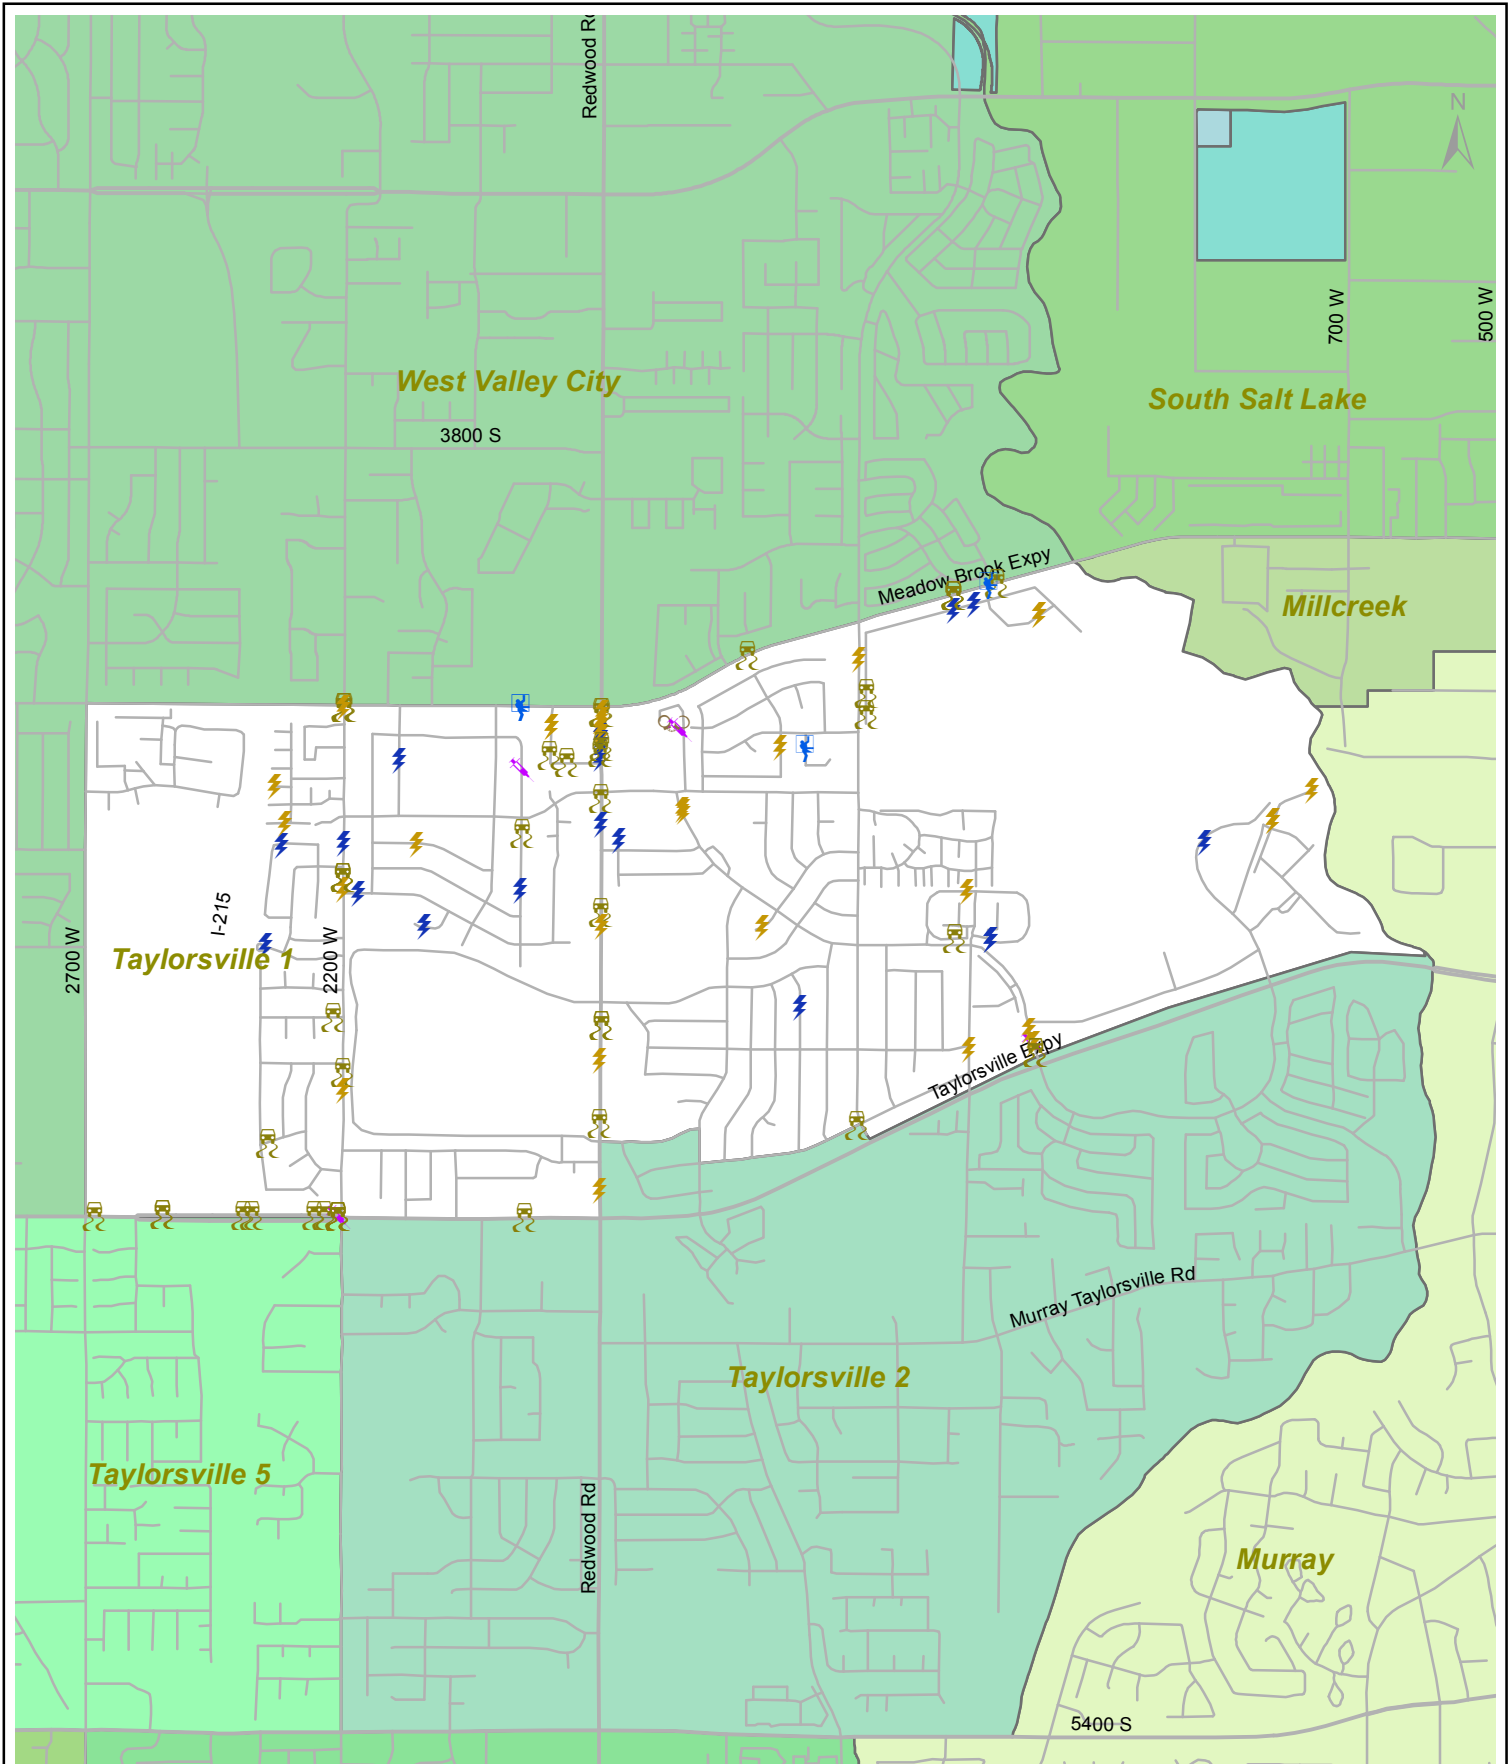 Redwood Rd
N
700 W
500 W
West Valley City
South Salt Lake
3800 S
Meadow Brook Expy
Millcreek
I-215
2700 W
Taylorsville 1
2200 W
Taylorsville Expy
Murray Taylorsville Rd
Taylorsville 2
Taylorsville 5
Redwood Rd
Murray
5400 S